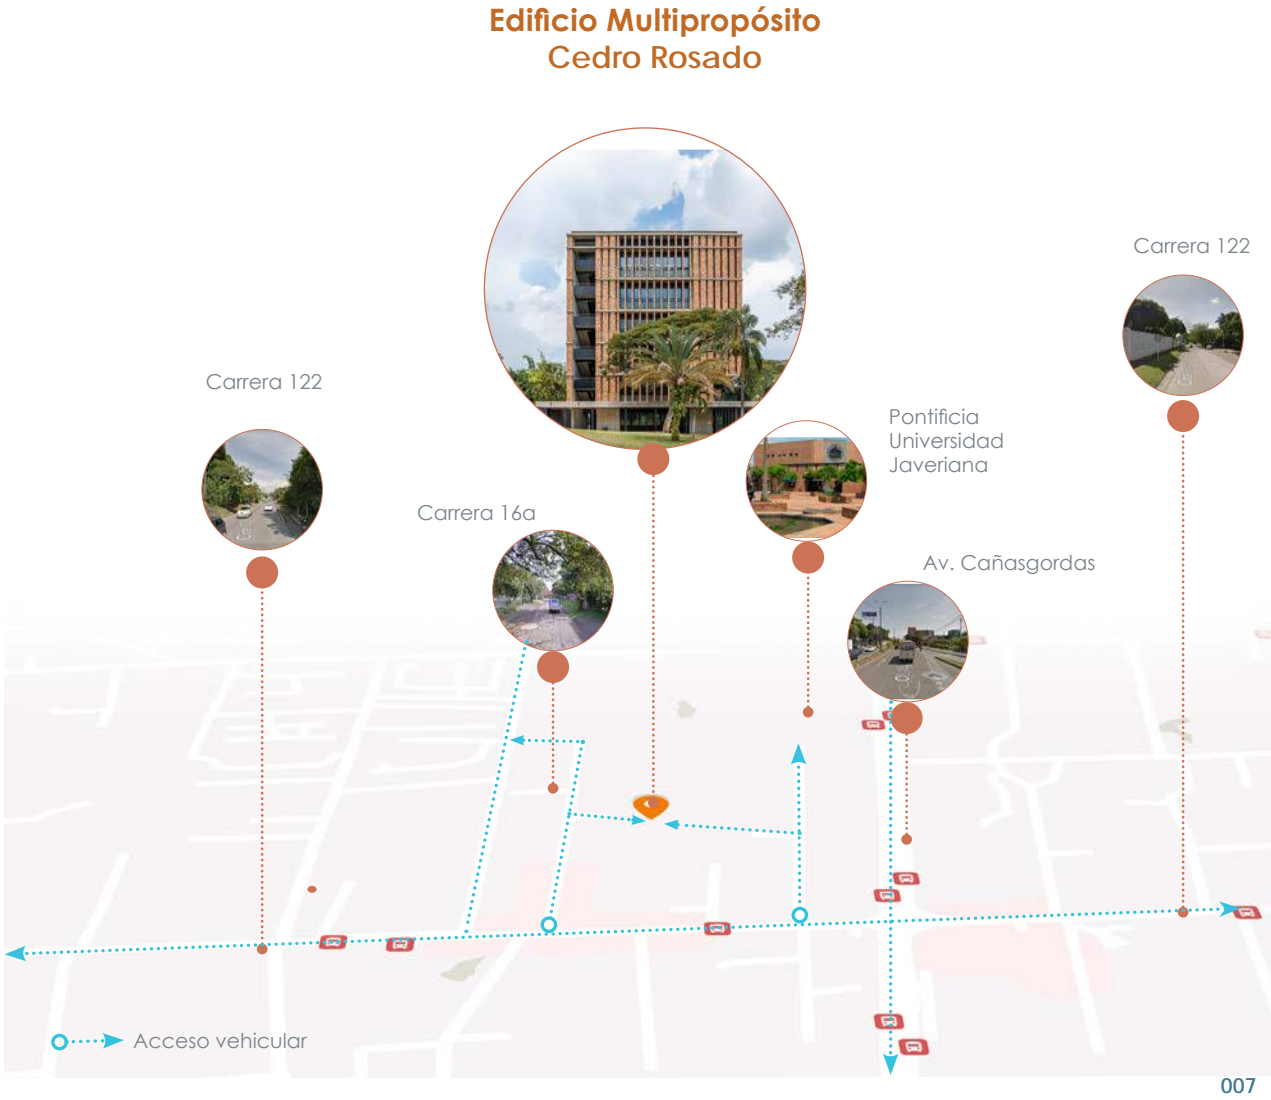 Edificio Multipropósito
Cedro Rosado
Carrera 122
Carrera 122
Pontificia
Universidad
Javeriana
Carrera 16a
Av. Cañasgordas
Acceso vehicular
007